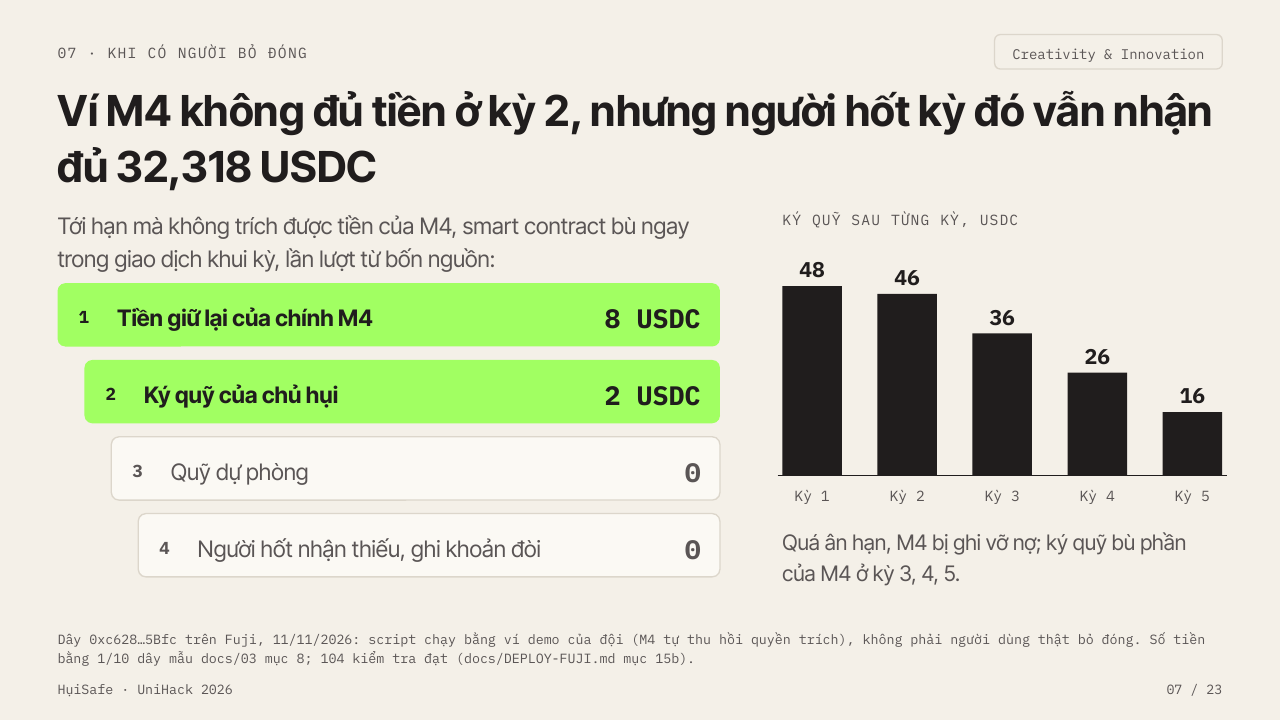 07 · KHI CÓ NGƯỜI BỎ ĐÓNG
Creativity & Innovation
Ví M4 không đủ tiền ở kỳ 2, nhưng người hốt kỳ đó vẫn nhận
đủ 32,318 USDC
Tới hạn mà không trích được tiền của M4, smart contract bù ngay
trong giao dịch khui kỳ, lần lượt từ bốn nguồn:
1 Tiền giữ lại của chính M4 8 USDC
2 Ký quỹ của chủ hụi 2 USDC
3 Quỹ dự phòng 0
4 Người hốt nhận thiếu, ghi khoản đòi 0
KÝ QUỸ SAU TỪNG KỲ, USDC
48 46 36 26 16
Kỳ 1 Kỳ 2 Kỳ 3 Kỳ 4 Kỳ 5
Quá ân hạn, M4 bị ghi vỡ nợ; ký quỹ bù phần
của M4 ở kỳ 3, 4, 5.
Dây 0xc628…5Bfc trên Fuji, 11/11/2026: script chạy bằng ví demo của đội (M4 tự thu hồi quyền trích), không phải người dùng thật bỏ đóng. Số tiền
bằng 1/10 dây mẫu docs/03 mục 8; 104 kiểm tra đạt (docs/DEPLOY-FUJI.md mục 15b).
HụiSafe · UniHack 2026
07 / 23